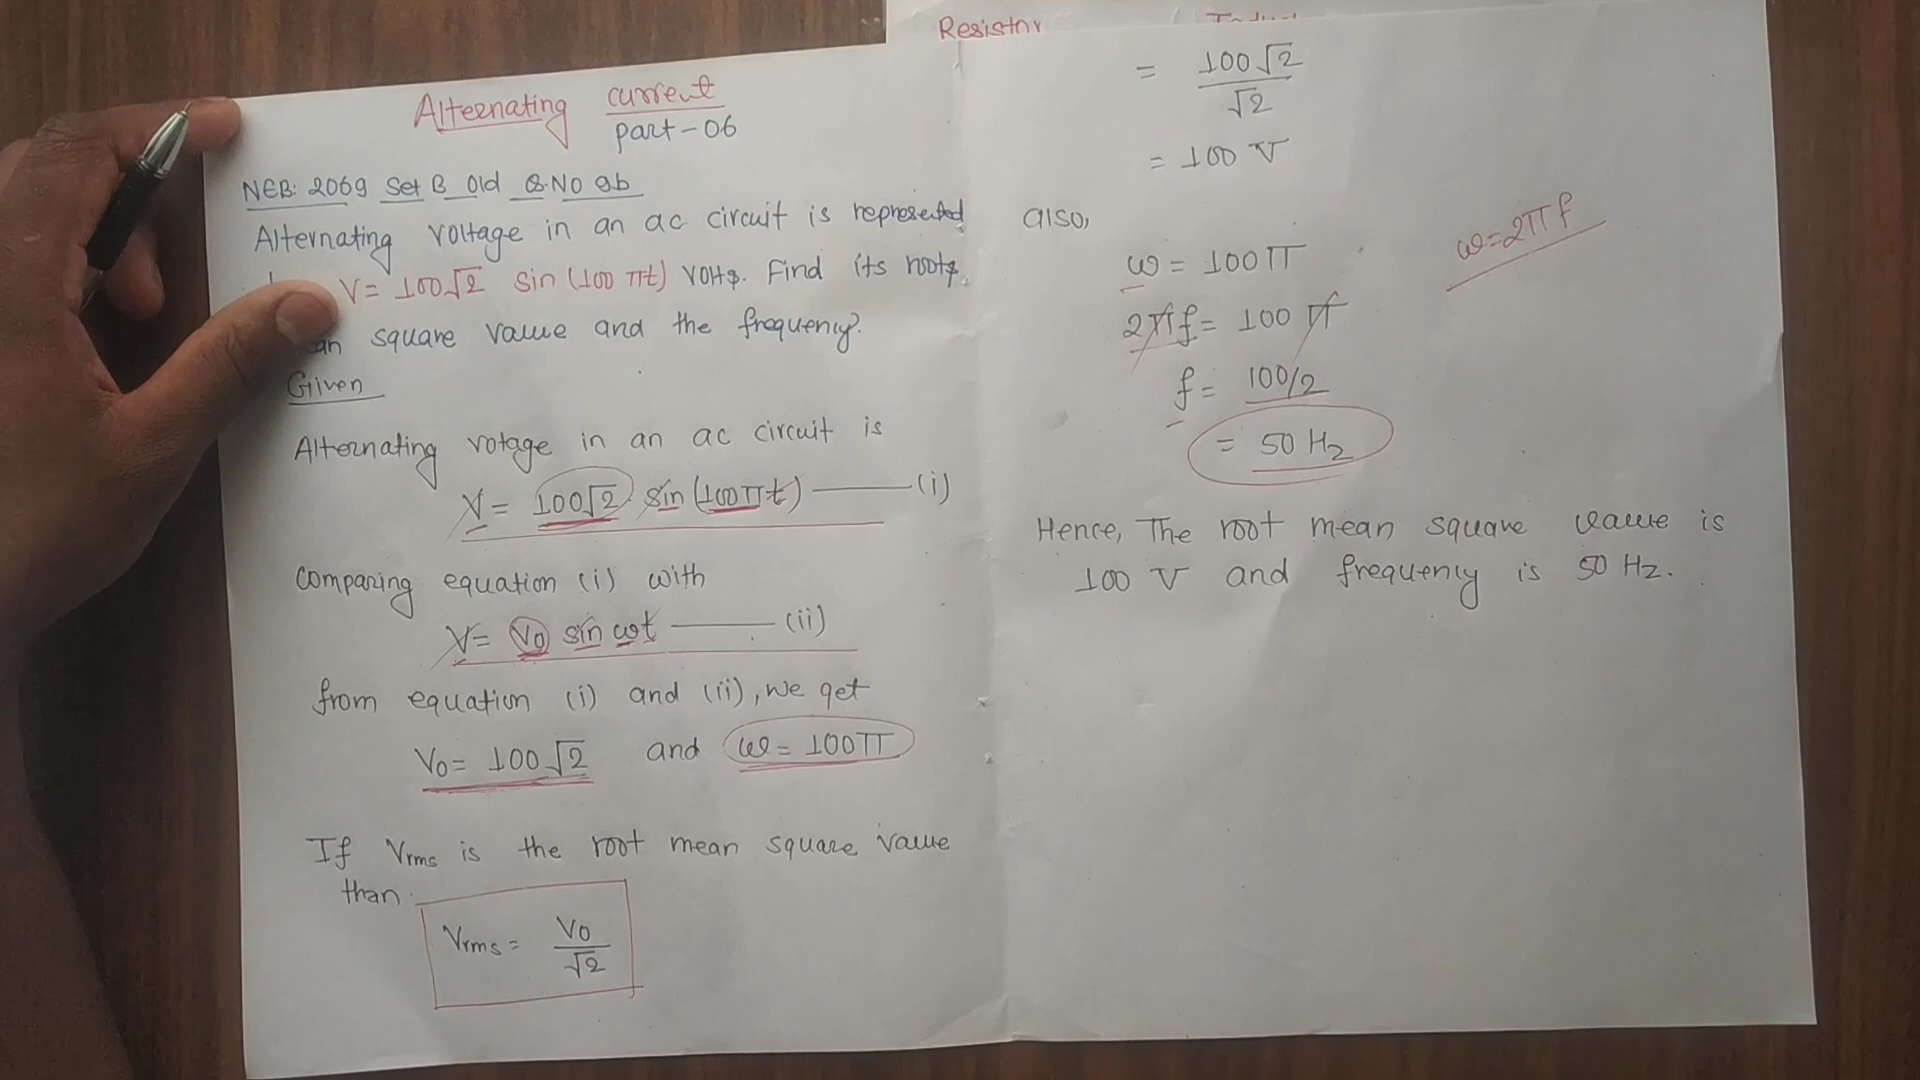 Resistor
Alternating current
part-06
NEB: 2069 Set B Old Q.No 9b
Alternating voltage in an ac circuit is represented
V= 100√2 sin (100 πt) volts. Find its root
an square value and the frequency?
Given
Alternating votage in an ac circuit is
V= 100√2 sin (100πt) ——— (i)
Comparing equation (i) with
V= V0 sin ωt ——— (ii)
from equation (i) and (ii), we get
V0= 100√2 and ω= 100π
If Vrms is the root mean square value
than
Vrms = V0/√2
= 100√2/√2
= 100 V
also,
ω = 100π
ω=2πf
2πf= 100 π
f= 100/2
= 50 Hz
Hence, The root mean square value is
100 V and frequency is 50 Hz.